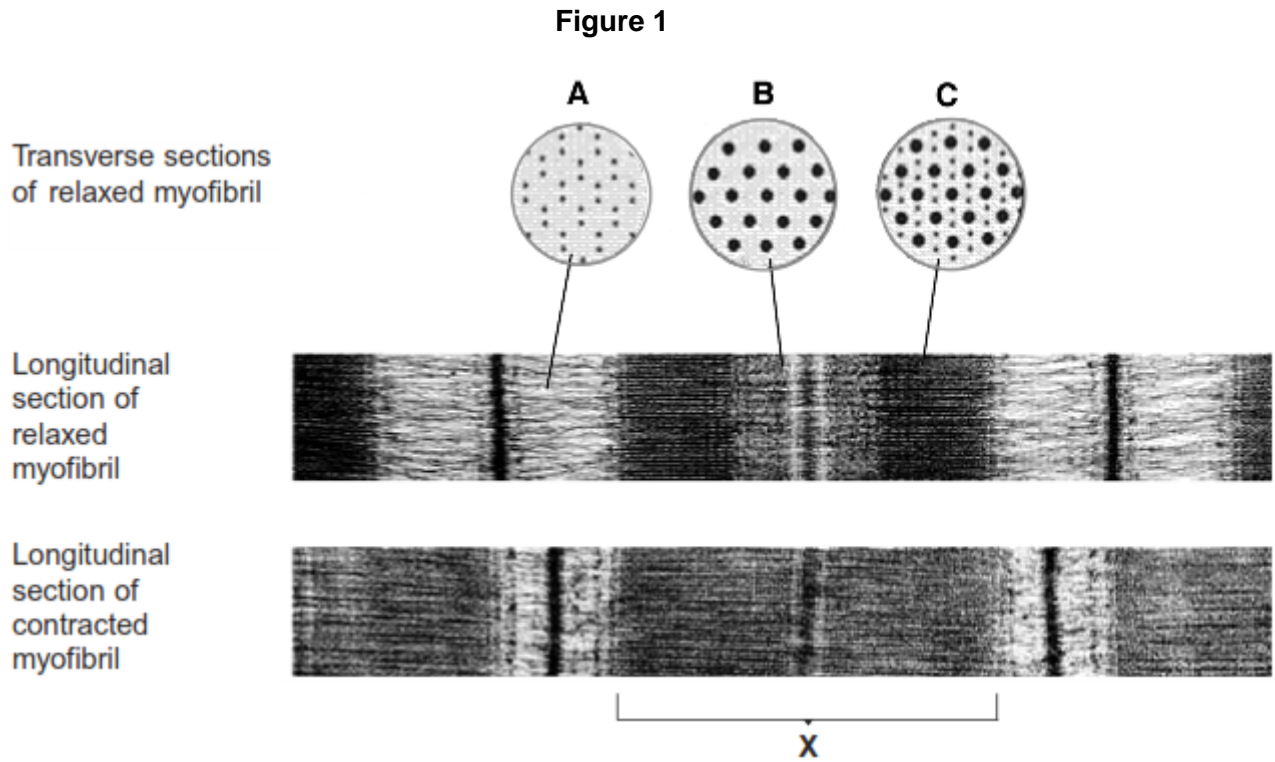 Figure 1
A
B
C
Transverse sections
of relaxed myofibril
Longitudinal
section of
relaxed
myofibril
Longitudinal
section of
contracted
myofibril
X